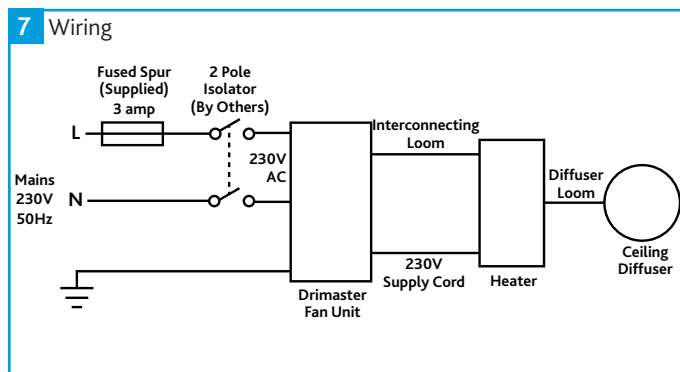 7 Wiring
Fused Spur
(Supplied)
3 amp
2 Pole
Isolator
(By Others)
L
230V
AC
Interconnecting
Loom
Mains
230V
50Hz
N
Diffuser
Loom
230V
Supply Cord
Heater
Ceiling
Diffuser
Drimaster
Fan Unit